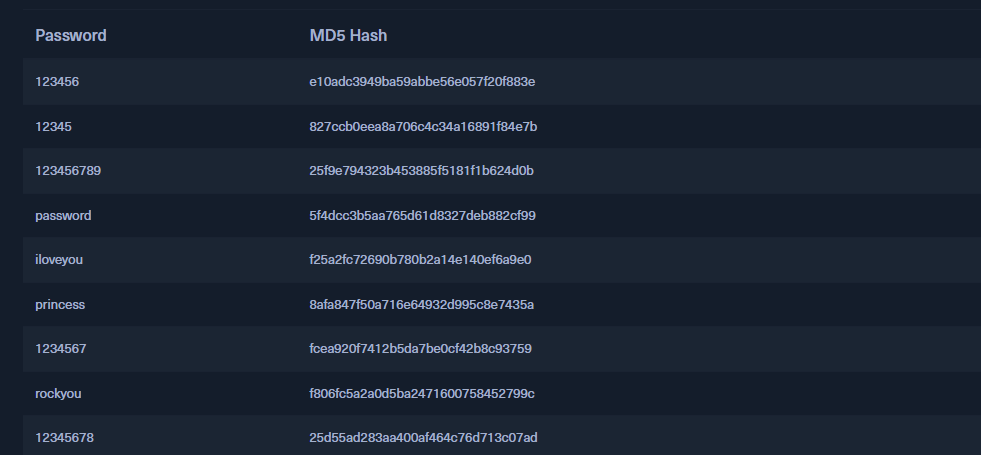 Password MD5 Hash
123456 e10adc3949ba59abbe56e057f20f883e
12345 827ccb0eea8a706c4c34a16891f84e7b
123456789 25f9e794323b453885f5181f1b624d0b
password 5f4dcc3b5aa765d61d8327deb882cf99
iloveyou f25a2fc72690b780b2a14e140ef6a9e0
princess 8afa847f50a716e64932d995c8e7435a
1234567 fcea920f7412b5da7be0cf42b8c93759
rockyou f806fc5a2a0d5ba2471600758452799c
12345678 25d55ad283aa400af464c76d713c07ad